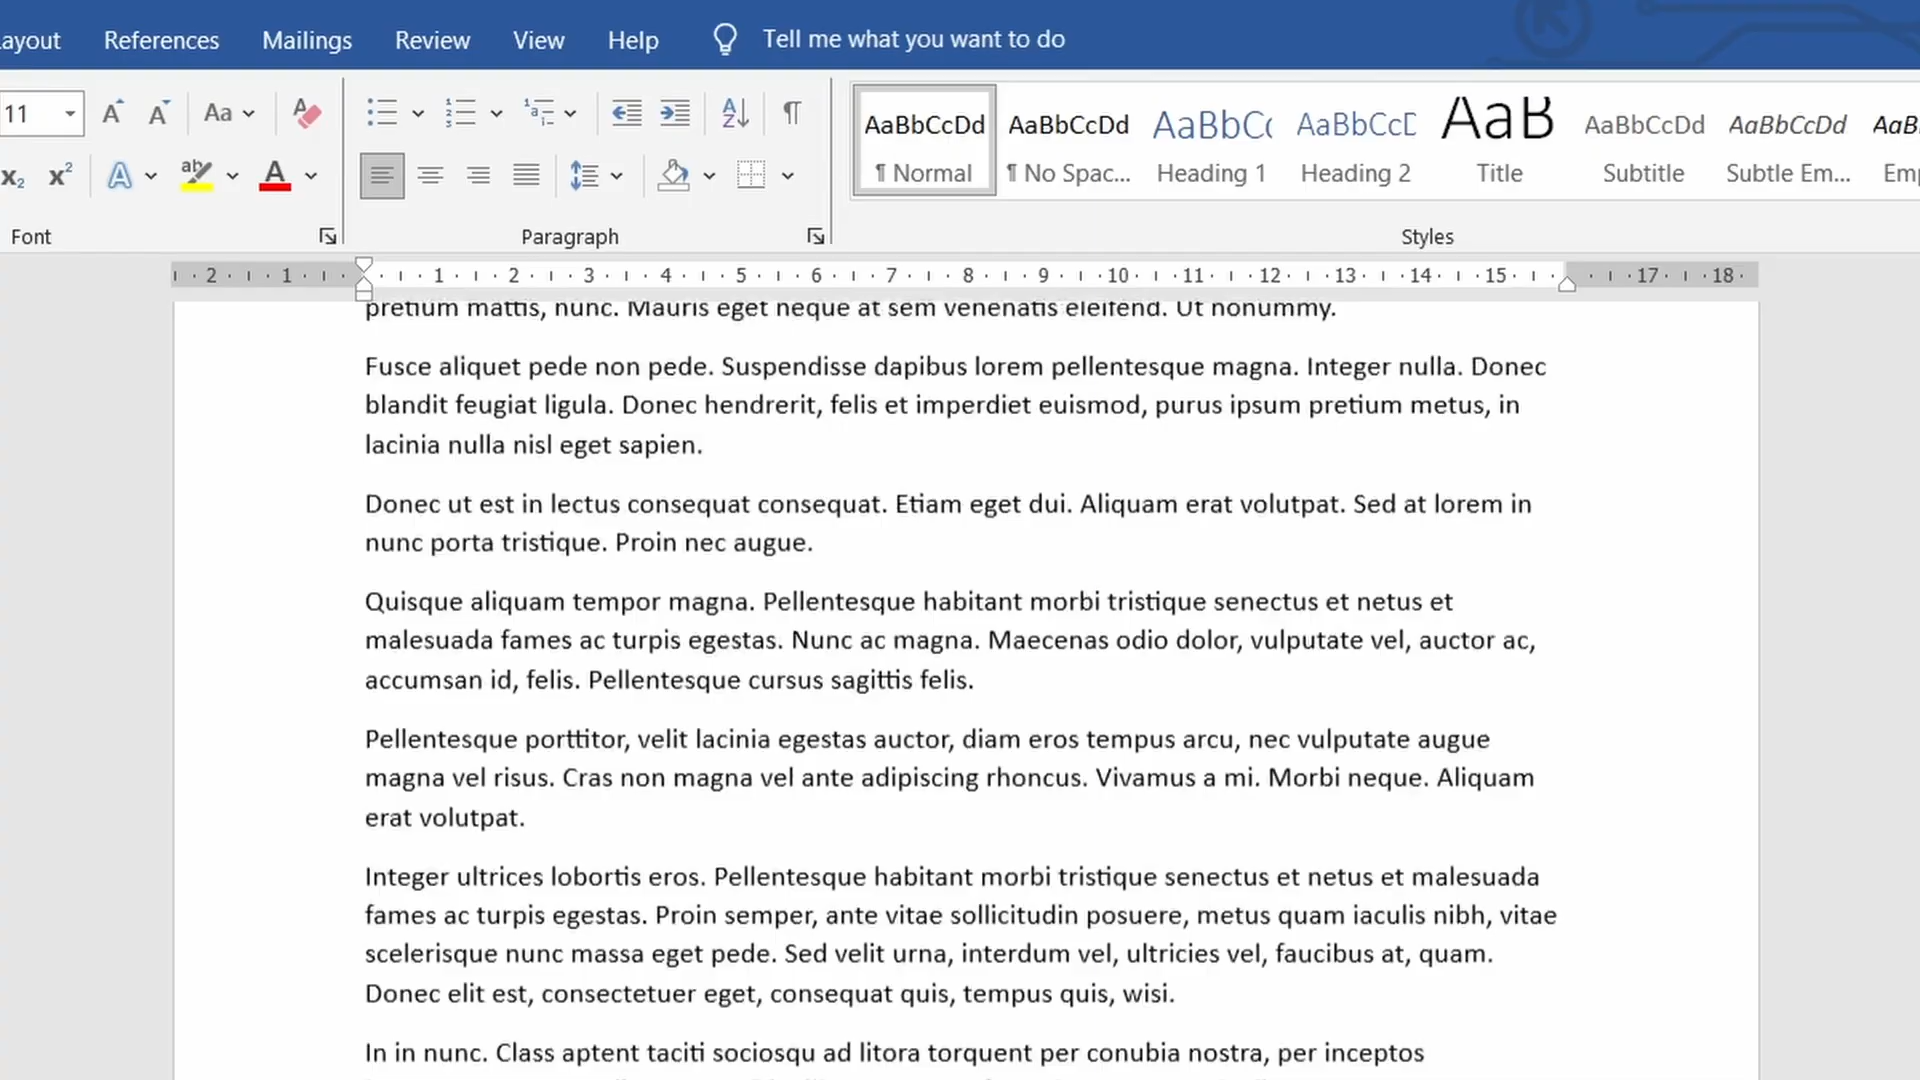 ayout References Mailings Review View Help Tell me what you want to do
11 Aa
AaBbCcDd AaBbCcDd AaBbCc AaBbCcD AaB AaBbCcDd AaBbCcDd AaB
¶ Normal ¶ No Spac... Heading 1 Heading 2 Title Subtitle Subtle Em... Emp
Font Paragraph Styles
2 1 1 2 3 4 5 6 7 8 9 10 11 12 13 14 15 17 18
pretium mattis, nunc. Mauris eget neque at sem venenatis eleifend. Ut nonummy.
Fusce aliquet pede non pede. Suspendisse dapibus lorem pellentesque magna. Integer nulla. Donec
blandit feugiat ligula. Donec hendrerit, felis et imperdiet euismod, purus ipsum pretium metus, in
lacinia nulla nisl eget sapien.
Donec ut est in lectus consequat consequat. Etiam eget dui. Aliquam erat volutpat. Sed at lorem in
nunc porta tristique. Proin nec augue.
Quisque aliquam tempor magna. Pellentesque habitant morbi tristique senectus et netus et
malesuada fames ac turpis egestas. Nunc ac magna. Maecenas odio dolor, vulputate vel, auctor ac,
accumsan id, felis. Pellentesque cursus sagittis felis.
Pellentesque porttitor, velit lacinia egestas auctor, diam eros tempus arcu, nec vulputate augue
magna vel risus. Cras non magna vel ante adipiscing rhoncus. Vivamus a mi. Morbi neque. Aliquam
erat volutpat.
Integer ultrices lobortis eros. Pellentesque habitant morbi tristique senectus et netus et malesuada
fames ac turpis egestas. Proin semper, ante vitae sollicitudin posuere, metus quam iaculis nibh, vitae
scelerisque nunc massa eget pede. Sed velit urna, interdum vel, ultricies vel, faucibus at, quam.
Donec elit est, consectetuer eget, consequat quis, tempus quis, wisi.
In in nunc. Class aptent taciti sociosqu ad litora torquent per conubia nostra, per inceptos